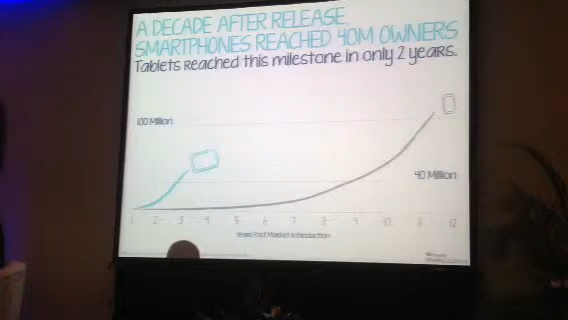 A DECADE AFTER RELEASE,
SMARTPHONES REACHED 40M OWNERS
Tablets reached this milestone in only 2 years.
100 Million
40 Million
1 2 3 4 5 6 7 8 9 10 11 12
Years Post Market Introduction